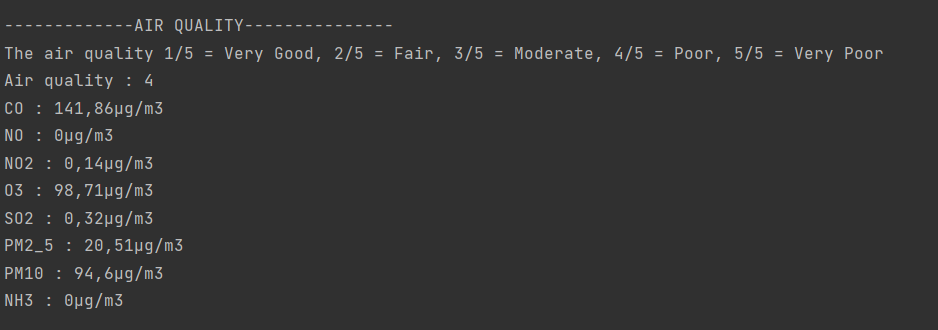 -------------AIR QUALITY---------------
The air quality 1/5 = Very Good, 2/5 = Fair, 3/5 = Moderate, 4/5 = Poor, 5/5 = Very Poor
Air quality : 4
CO : 141,86µg/m3
NO : 0µg/m3
NO2 : 0,14µg/m3
O3 : 98,71µg/m3
SO2 : 0,32µg/m3
PM2_5 : 20,51µg/m3
PM10 : 94,6µg/m3
NH3 : 0µg/m3